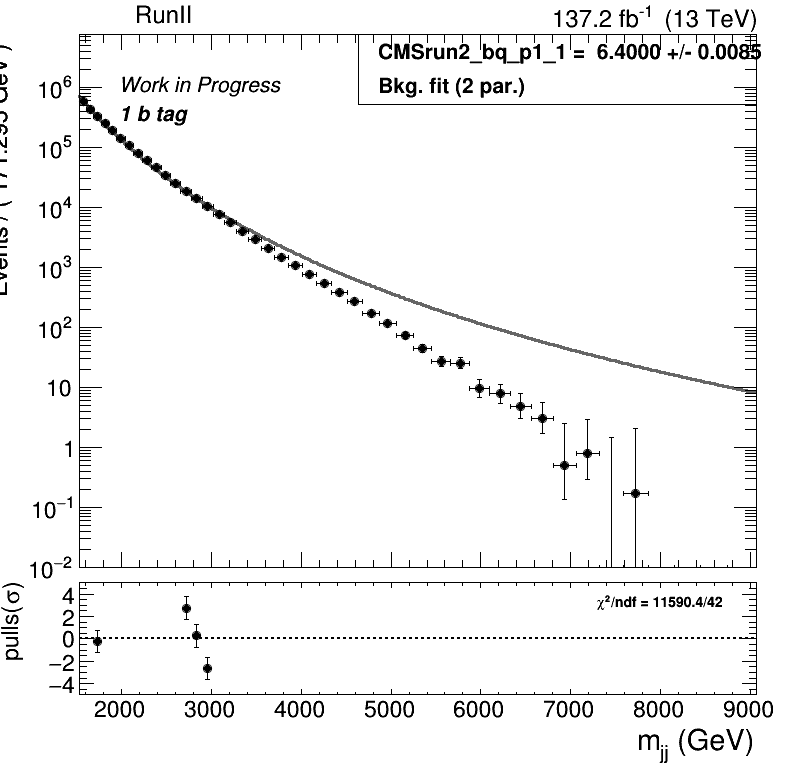 RunII
137.2 fb⁻¹ (13 TeV)
CMSrun2_bq_p1_1 = 6.4000 +/- 0.0085
Bkg. fit (2 par.)
Work in Progress
1 b tag
10⁶
10⁵
10⁴
10³
10²
10
1
10⁻¹
10⁻²
pulls(σ)
4
2
0
−2
−4
χ²/ndf = 11590.4/42
2000 3000 4000 5000 6000 7000 8000 9000
m_jj (GeV)